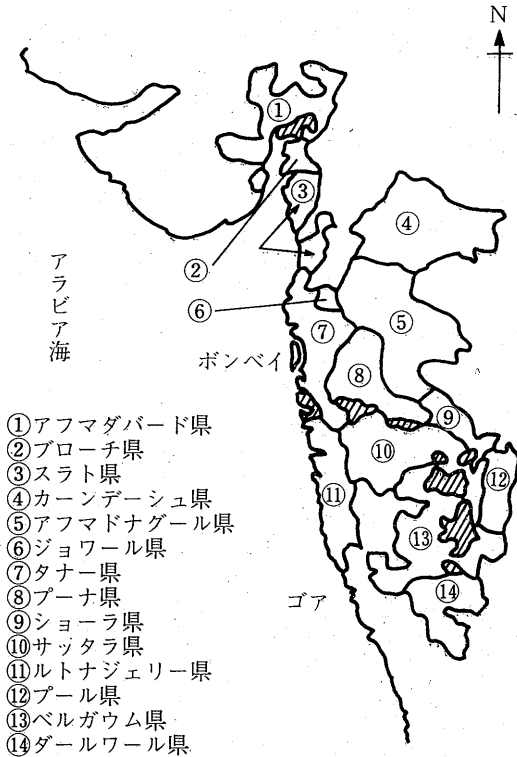 N
①
③
④
②
アラビア海
⑥
⑤
⑦
ボンベイ
⑧
⑨
⑩
⑫
⑪
⑬
ゴア
⑭
①アフマダバード県
②ブローチ県
③スラト県
④カーンデーシュ県
⑤アフマドナグール県
⑥ジョワール県
⑦タナー県
⑧プーナ県
⑨ショーラ県
⑩サッタラ県
⑪ルトナジェリー県
⑫プール県
⑬ベルガウム県
⑭ダールワール県